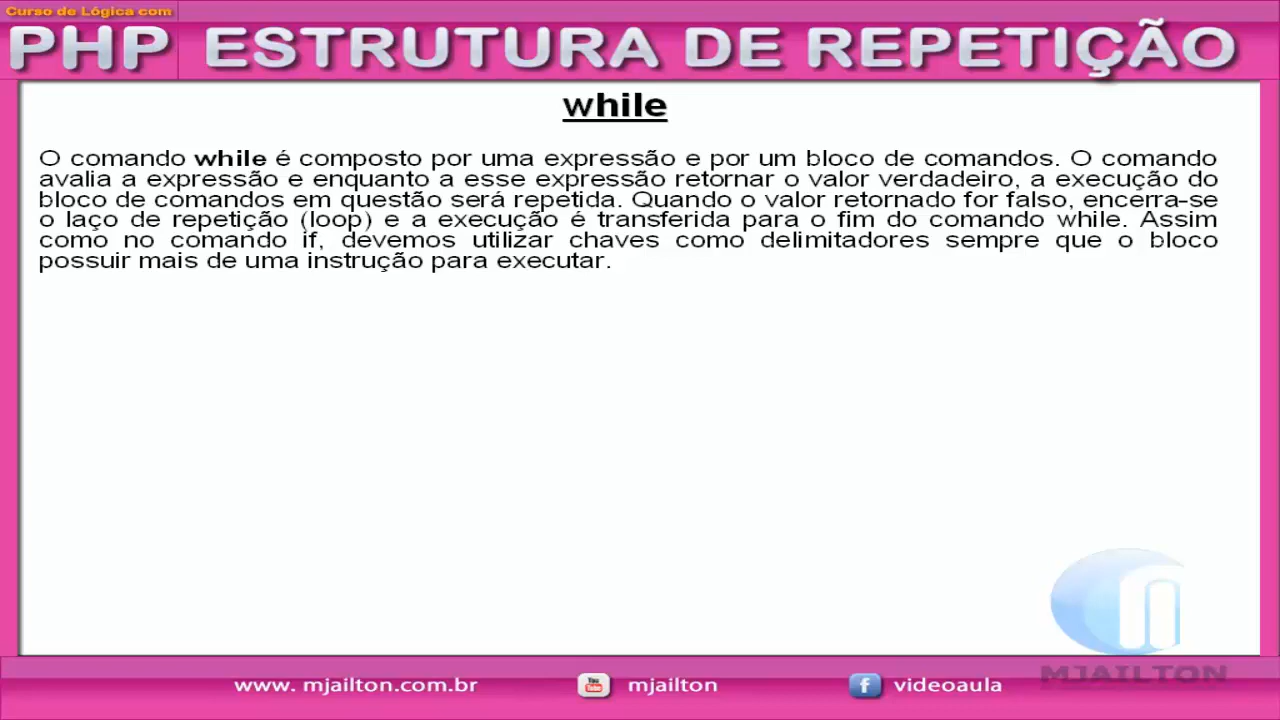 Curso de Lógica com
PHP ESTRUTURA DE REPETIÇÃO
while
O comando while é composto por uma expressão e por um bloco de comandos. O comando
avalia a expressão e enquanto a esse expressão retornar o valor verdadeiro, a execução do
bloco de comandos em questão será repetida. Quando o valor retornado for falso, encerra-se
o laço de repetição (loop) e a execução é transferida para o fim do comando while. Assim
como no comando if, devemos utilizar chaves como delimitadores sempre que o bloco
possuir mais de uma instrução para executar.
MJAILTON
www. mjailton.com.br You Tube mjailton f videoaula